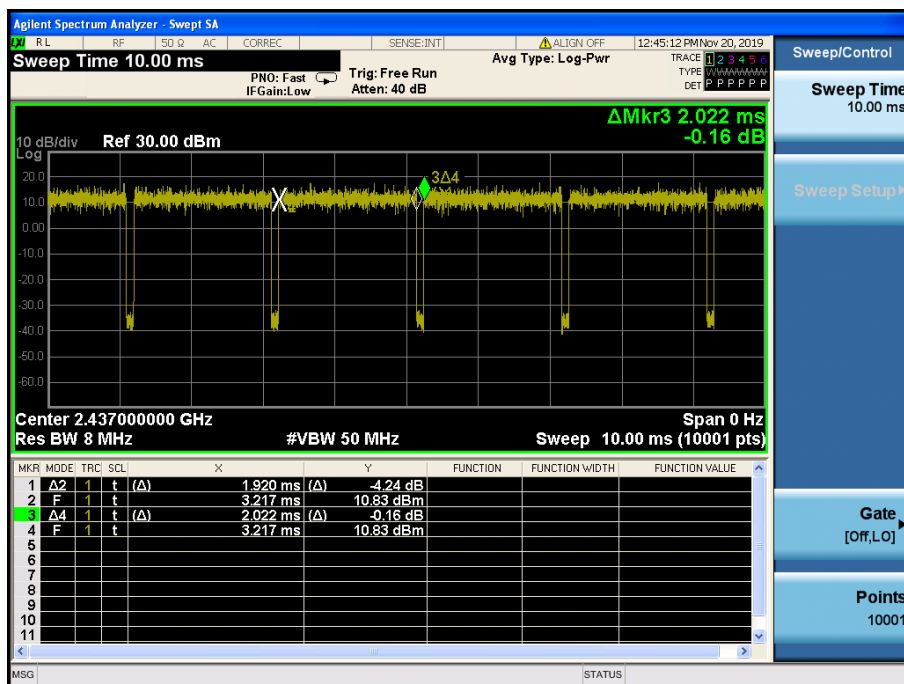 Agilent Spectrum Analyzer - Swept SA
LXI RL RF 50 Ω AC CORREC SENSE:INT ALIGN OFF 12:45:12 PM Nov 20, 2019
Sweep Time 10.00 ms
PNO: Fast
IFGain:Low
Trig: Free Run
Atten: 40 dB
Avg Type: Log-Pwr
TRACE 1 2 3 4 5 6
TYPE WWWWWW
DET P P P P P P
ΔMkr3 2.022 ms
-0.16 dB
10 dB/div Ref 30.00 dBm
Log
20.0
10.0
0.00
-10.0
-20.0
-30.0
-40.0
-50.0
-60.0
X
3Δ4
Center 2.437000000 GHz Span 0 Hz
Res BW 8 MHz #VBW 50 MHz Sweep 10.00 ms (10001 pts)
MKR MODE TRC SCL X Y FUNCTION FUNCTION WIDTH FUNCTION VALUE
1 Δ2 1 t (Δ) 1.920 ms (Δ) -4.24 dB
2 F 1 t 3.217 ms 10.83 dBm
3 Δ4 1 t (Δ) 2.022 ms (Δ) -0.16 dB
4 F 1 t 3.217 ms 10.83 dBm
5
6
7
8
9
10
11
MSG STATUS
Sweep/Control
Sweep Time
10.00 ms
Sweep Setup
Gate
[Off,LO]
Points
10001